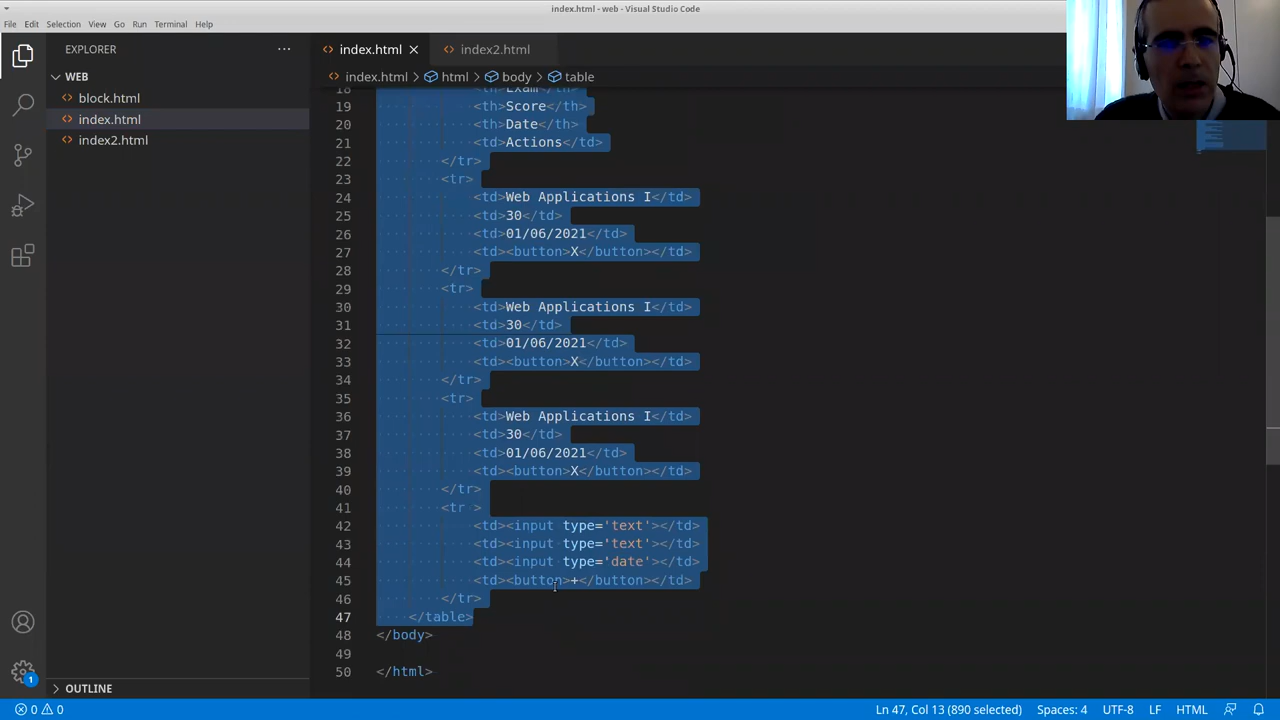 index.html - web - Visual Studio Code
File Edit Selection View Go Run Terminal Help
EXPLORER ···
index.html
index2.html
WEB
index.html > html > body > table
block.html
index.html
index2.html
18 <th>Exam</th>
19 <th>Score</th>
20 <th>Date</th>
21 <td>Actions</td>
22 </tr>
23 <tr>
24 <td>Web Applications I</td>
25 <td>30</td>
26 <td>01/06/2021</td>
27 <td><button>X</button></td>
28 </tr>
29 <tr>
30 <td>Web Applications I</td>
31 <td>30</td>
32 <td>01/06/2021</td>
33 <td><button>X</button></td>
34 </tr>
35 <tr>
36 <td>Web Applications I</td>
37 <td>30</td>
38 <td>01/06/2021</td>
39 <td><button>X</button></td>
40 </tr>
41 <tr >
42 <td><input type='text'></td>
43 <td><input type='text'></td>
44 <td><input type='date'></td>
45 <td><button>+</button></td>
46 </tr>
47 </table>
48 </body>
49
50 </html>
1
OUTLINE
0 0 Ln 47, Col 13 (890 selected) Spaces: 4 UTF-8 LF HTML